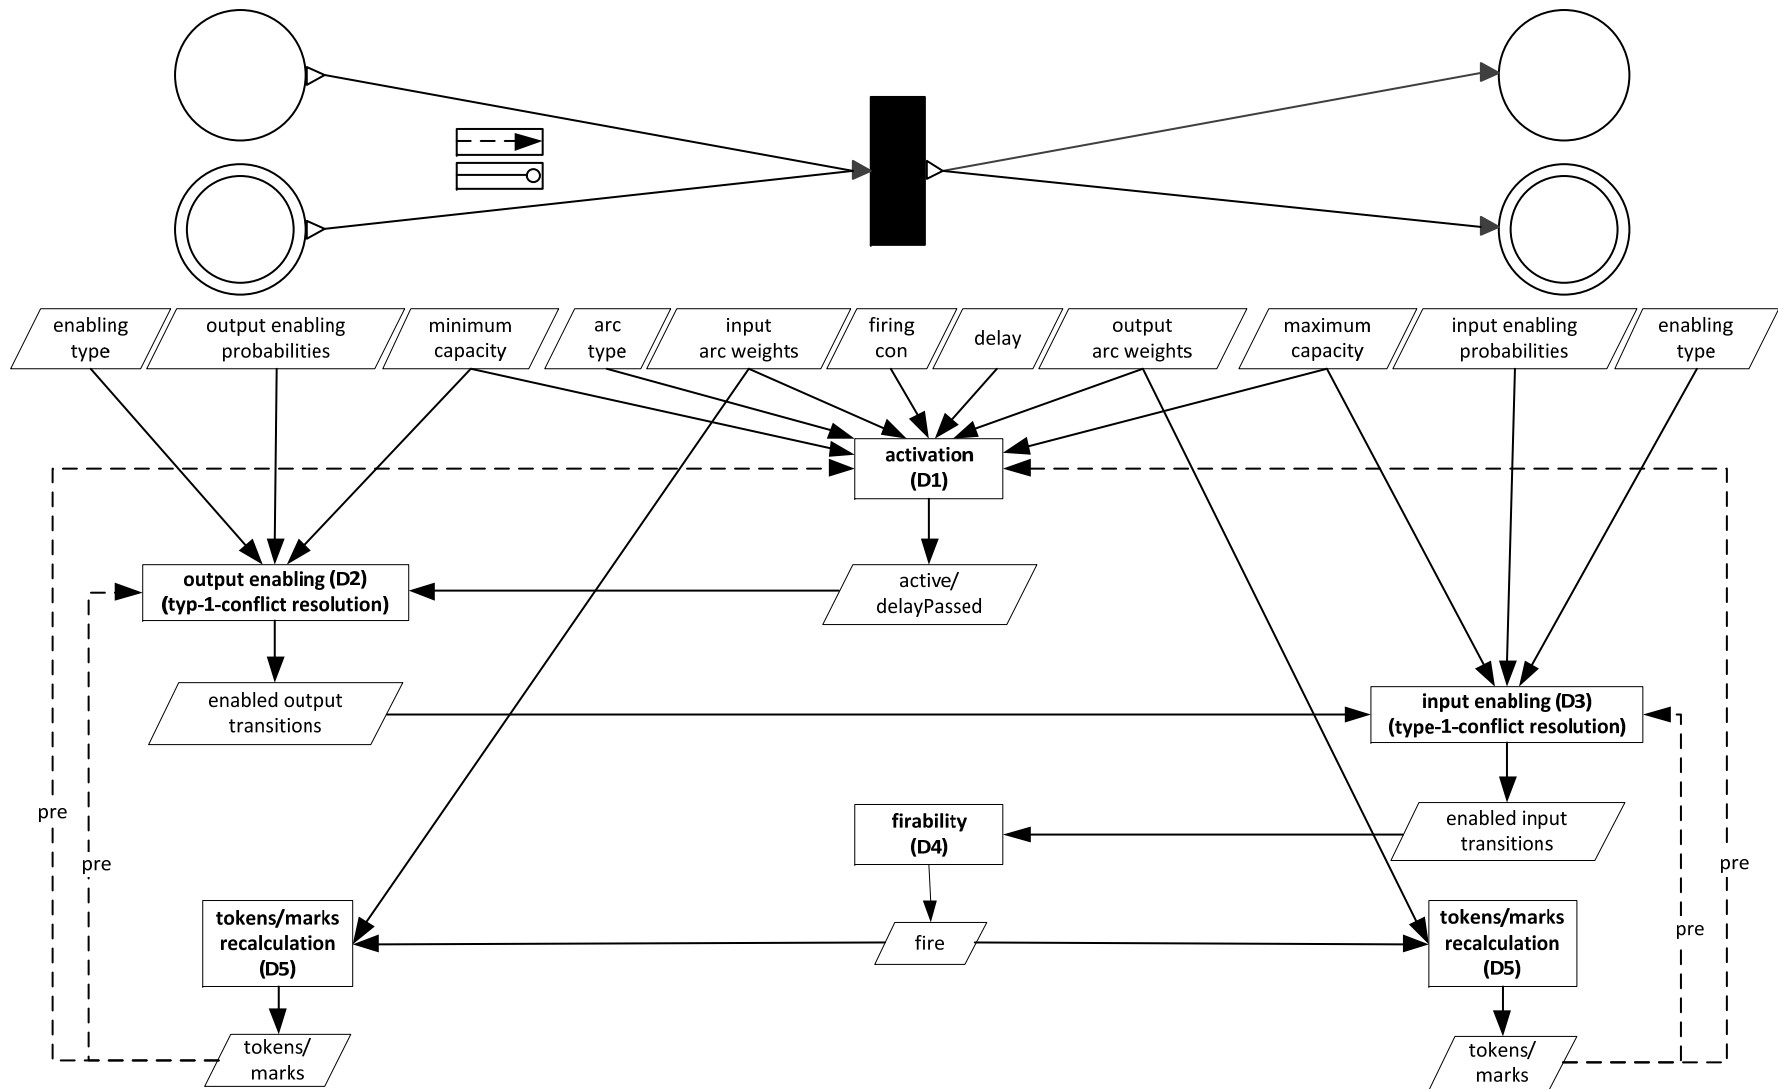 enabling
type
output enabling
probabilities
minimum
capacity
arc
type
input
arc weights
firing
con
delay
output
arc weights
maximum
capacity
input enabling
probabilities
enabling
type
activation
(D1)
output enabling (D2)
(typ-1-conflict resolution)
active/
delayPassed
enabled output
transitions
input enabling (D3)
(type-1-conflict resolution)
pre
pre
firability
(D4)
enabled input
transitions
pre
tokens/marks
recalculation
(D5)
fire
tokens/marks
recalculation
(D5)
pre
tokens/
marks
tokens/
marks